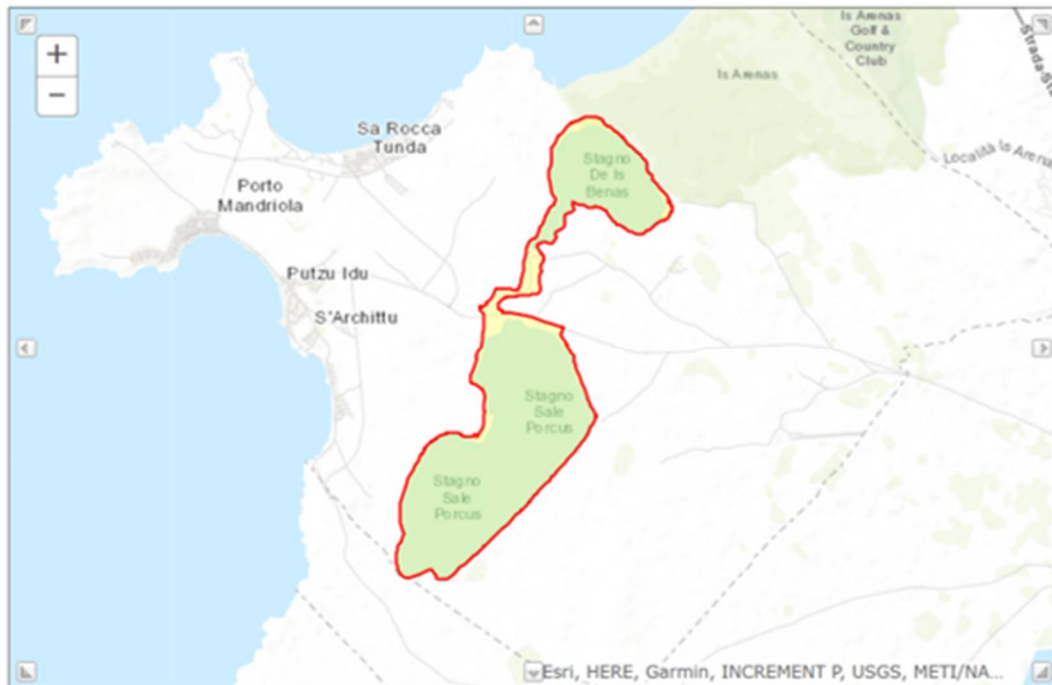 Is Arenas
Golf &
Country
Club
Is Arenas
+
−
Sa Rocca
Tunda
Porto
Mandriola
Stagno
De Is
Benas
Località Is Arena
Putzu Idu
S'Archittu
Stagno
Sale
Porcus
Stagno
Sale
Porcus
Esri, HERE, Garmin, INCREMENT P, USGS, METI/NA...